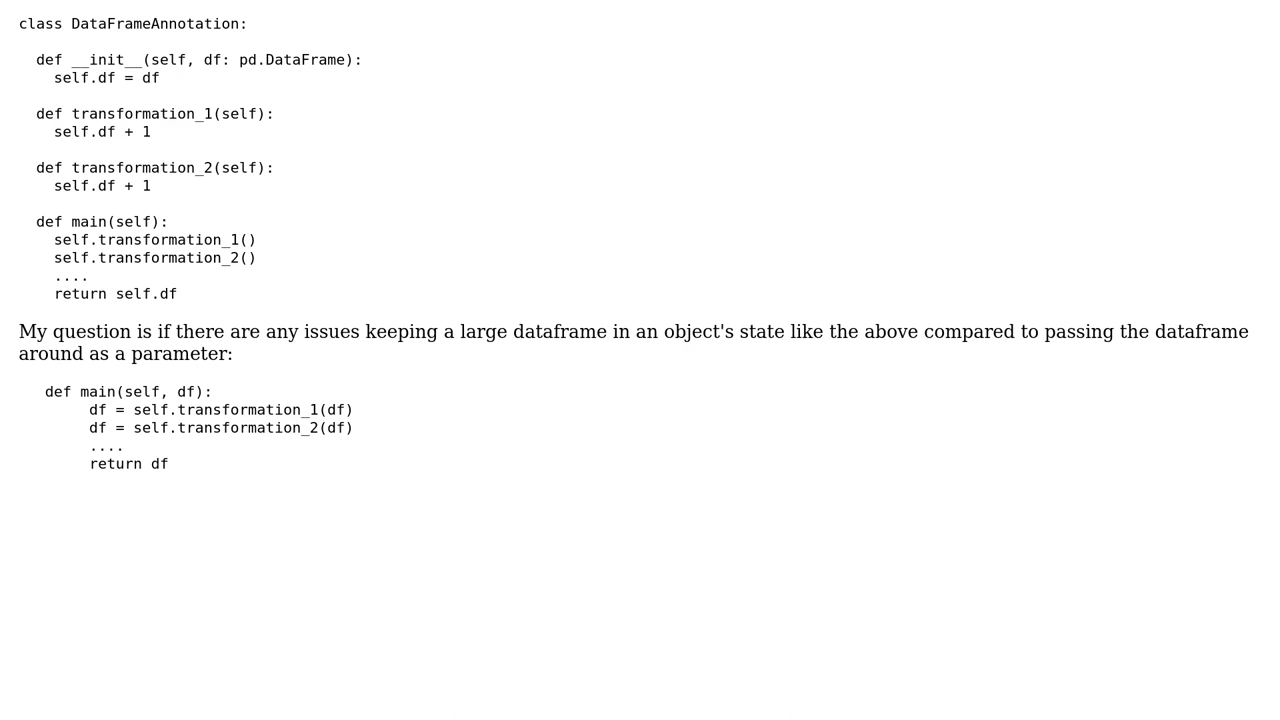 class DataFrameAnnotation:
  def __init__(self, df: pd.DataFrame):
    self.df = df
  def transformation_1(self):
    self.df + 1
  def transformation_2(self):
    self.df + 1
  def main(self):
    self.transformation_1()
    self.transformation_2()
    ....
    return self.df
My question is if there are any issues keeping a large dataframe in an object's state like the above compared to passing the dataframe
around as a parameter:
   def main(self, df):
        df = self.transformation_1(df)
        df = self.transformation_2(df)
        ....
        return df